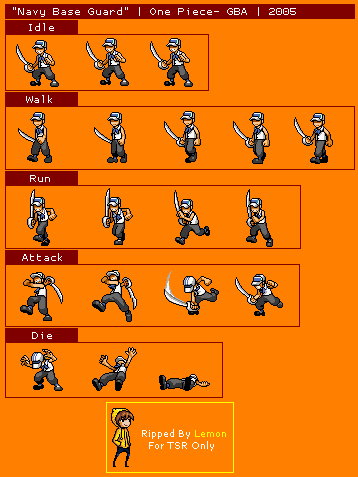 "Navy Base Guard" | One Piece- GBA | 2005
Idle
Walk
Run
Attack
Die
Ripped By Lemon
For TSR Only